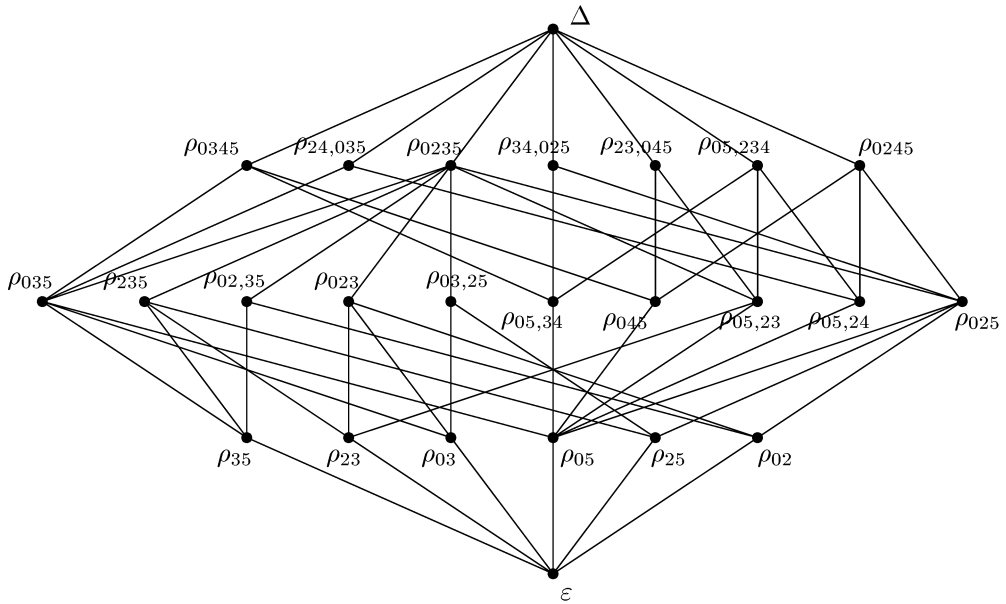 Δ
ρ₀₃₄₅ ρ₂₄,₀₃₅ ρ₀₂₃₅ ρ₃₄,₀₂₅ ρ₂₃,₀₄₅ ρ₀₅,₂₃₄ ρ₀₂₄₅
ρ₀₃₅ ρ₂₃₅ ρ₀₂,₃₅ ρ₀₂₃ ρ₀₃,₂₅
ρ₀₅,₃₄ ρ₀₄₅ ρ₀₅,₂₃ ρ₀₅,₂₄ ρ₀₂₅
ρ₃₅ ρ₂₃ ρ₀₃ ρ₀₅ ρ₂₅ ρ₀₂
ε